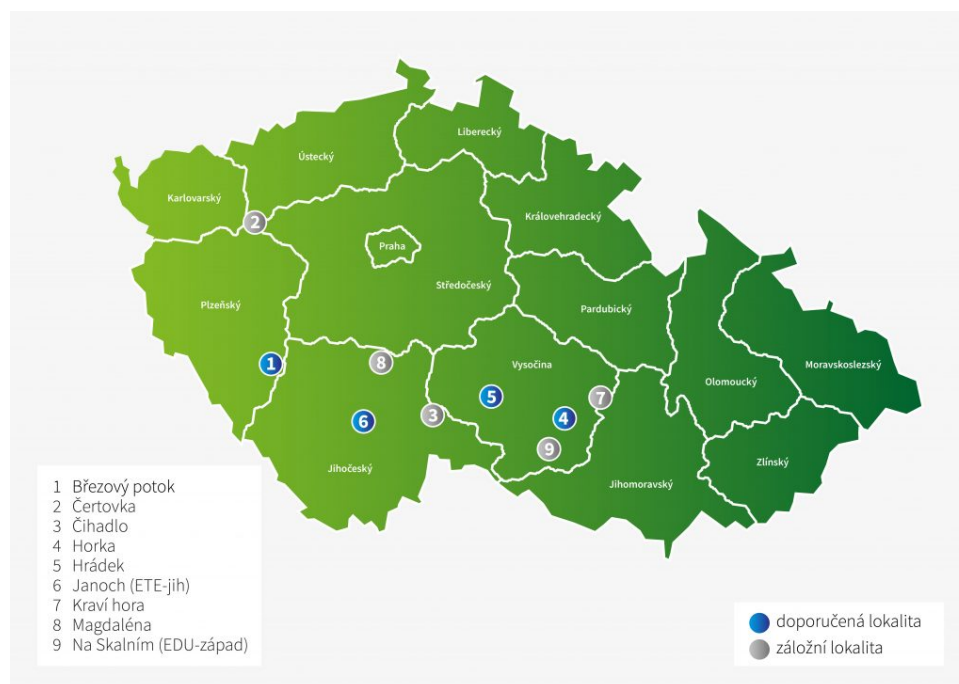 Liberecký
Ústecký
Karlovarský
2
Královehradecký
Praha
Středočeský
Plzeňský
Pardubický
1
8
Vysočina
Moravskoslezský
Olomoucký
5
7
3
4
6
9
Jihočeský
Zlínský
Jihomoravský
1 Březový potok
2 Čertovka
3 Čihadlo
4 Horka
5 Hrádek
6 Janoch (ETE-jih)
7 Kraví hora
8 Magdaléna
9 Na Skalním (EDU-západ)
doporučená lokalita
záložní lokalita